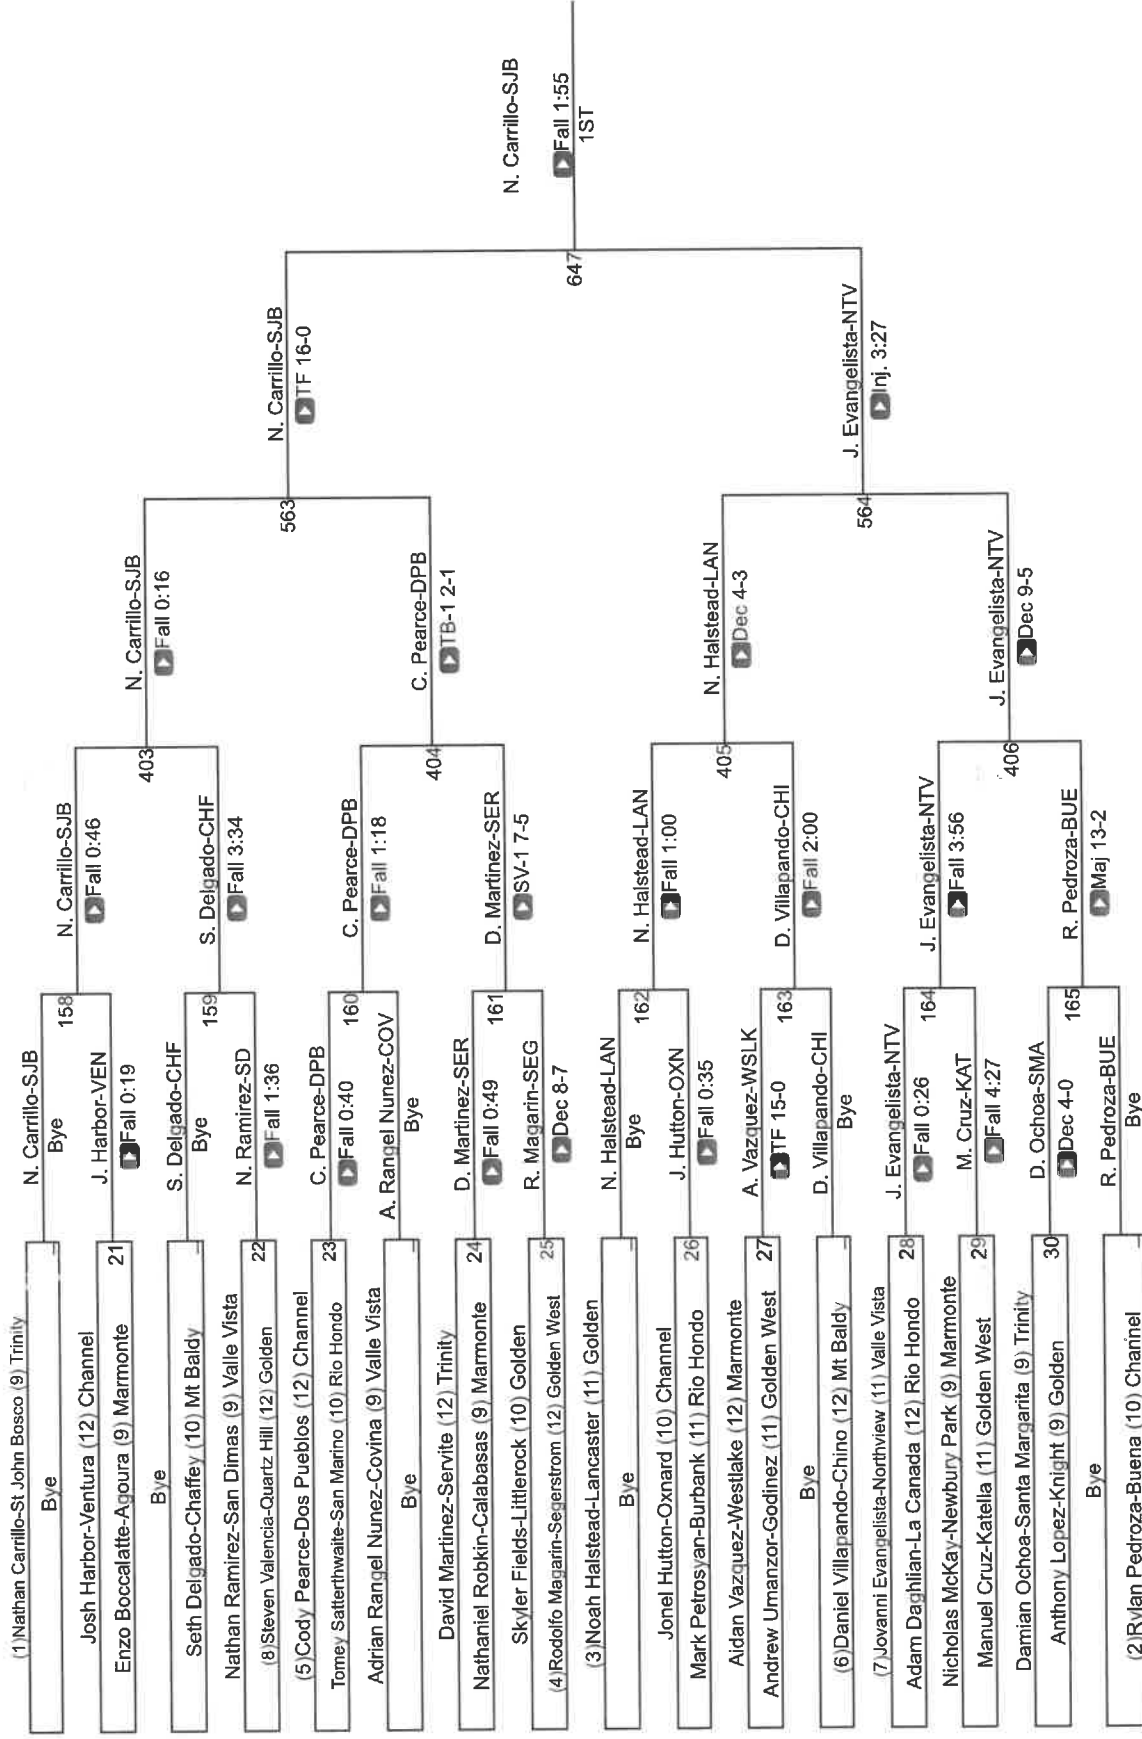 (1)Nathan Carrillo-St John Bosco (9) Trinity
Bye
Josh Harbor-Ventura (12) Channel
Enzo Boccalatte-Agoura (9) Marmonte
21
Bye
Seth Delgado-Chaffey (10) Mt Baldy
Nathan Ramirez-San Dimas (9) Valle Vista
(8)Steven Valencia-Quartz Hill (12) Golden
22
(5)Cody Pearce-Dos Pueblos (12) Channel
Tomey Satterthwaite-San Marino (10) Rio Hondo
23
Adrian Rangel Nunez-Covina (9) Valle Vista
Bye
David Martinez-Servite (12) Trinity
Nathaniel Robkin-Calabasas (9) Marmonte
24
Skyler Fields-Littlerock (10) Golden
(4)Rodolfo Magarin-Segerstrom (12) Golden West
25
(3)Noah Halstead-Lancaster (11) Golden
Bye
Jonel Hutton-Oxnard (10) Channel
Mark Petrosyan-Burbank (11) Rio Hondo
26
Aidan Vazquez-Westlake (12) Marmonte
Andrew Umanzor-Godinez (11) Golden West
27
Bye
(6)Daniel Villapando-Chino (12) Mt Baldy
(7)Jovanni Evangelista-Northview (11) Valle Vista
Adam Daghlian-La Canada (12) Rio Hondo
28
Nicholas McKay-Newbury Park (9) Marmonte
Manuel Cruz-Katella (11) Golden West
29
Damian Ochoa-Santa Margarita (9) Trinity
Anthony Lopez-Knight (9) Golden
30
Bye
(2)Rylan Pedroza-Buena (10) Channel
N. Carrillo-SJB
Bye
158
J. Harbor-VEN
Fall 0:19
S. Delgado-CHF
Bye
159
N. Ramirez-SD
Fall 1:36
C. Pearce-DPB
Fall 0:40
160
A. Rangel Nunez-COV
Bye
D. Martinez-SER
Fall 0:49
161
R. Magarin-SEG
Dec 8-7
N. Halstead-LAN
Bye
162
J. Hutton-OXN
Fall 0:35
A. Vazquez-WSLK
TF 15-0
163
D. Villapando-CHI
Bye
J. Evangelista-NTV
Fall 0:26
164
M. Cruz-KAT
Fall 4:27
D. Ochoa-SMA
Dec 4-0
165
R. Pedroza-BUE
Bye
N. Carrillo-SJB
Fall 0:46
403
S. Delgado-CHF
Fall 3:34
C. Pearce-DPB
Fall 1:18
404
D. Martinez-SER
SV-1 7-5
N. Halstead-LAN
Fall 1:00
405
D. Villapando-CHI
Fall 2:00
J. Evangelista-NTV
Fall 3:56
406
R. Pedroza-BUE
Maj 13-2
N. Carrillo-SJB
Fall 0:16
563
C. Pearce-DPB
TB-1 2-1
N. Halstead-LAN
Dec 4-3
564
J. Evangelista-NTV
Dec 9-5
N. Carrillo-SJB
TF 16-0
647
J. Evangelista-NTV
Inj. 3:27
N. Carrillo-SJB
Fall 1:55
1ST